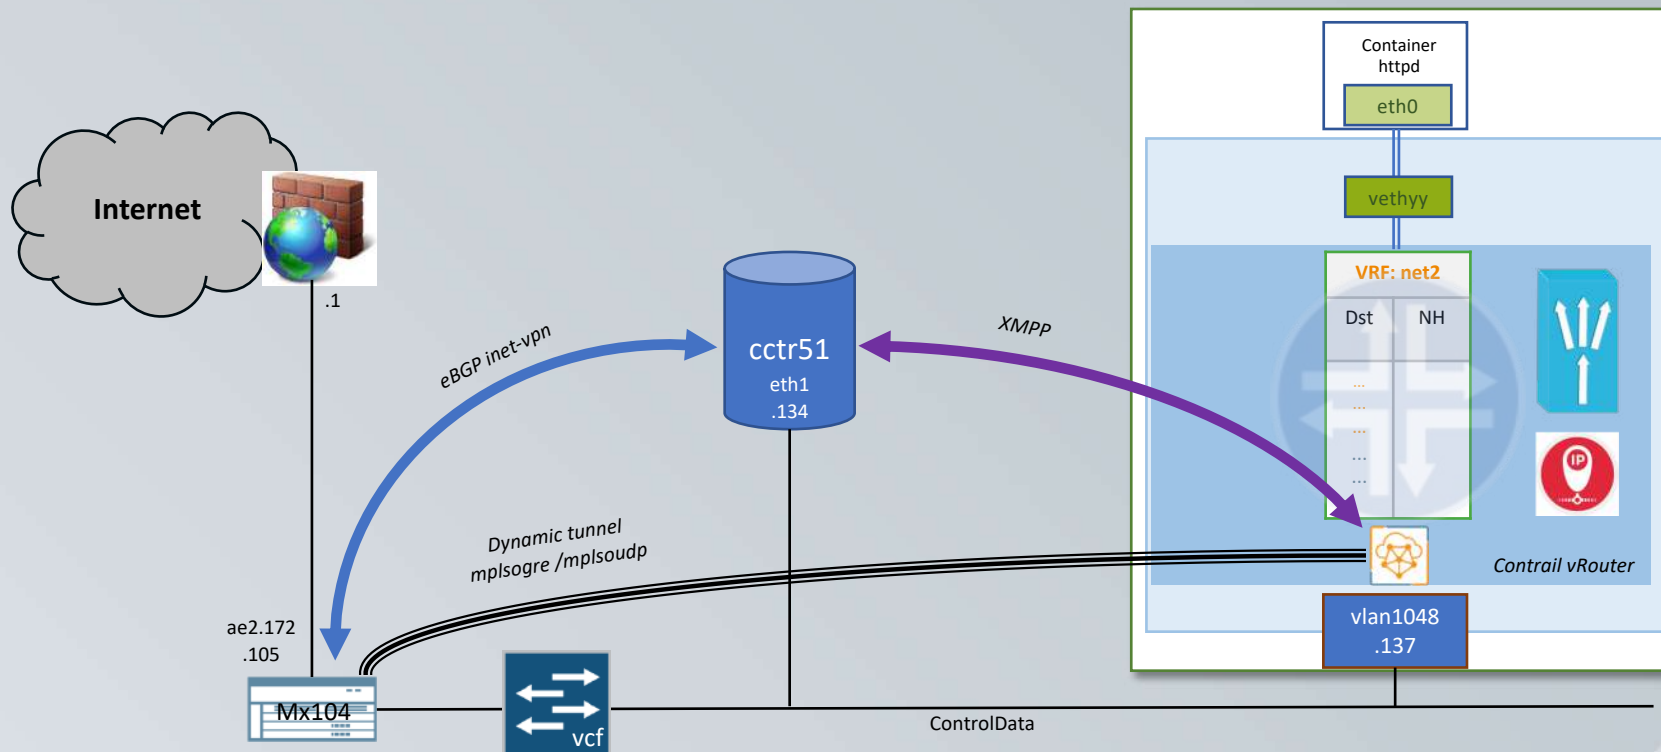 Container
httpd
eth0
vethyy
VRF: net2
Dst
NH
...
...
...
...
...
IP
Contrail vRouter
vlan1048
.137
Internet
.1
eBGP inet-vpn
cctr51
eth1
.134
XMPP
Dynamic tunnel
mplsogre /mplsoudp
ae2.172
.105
Mx104
vcf
ControlData